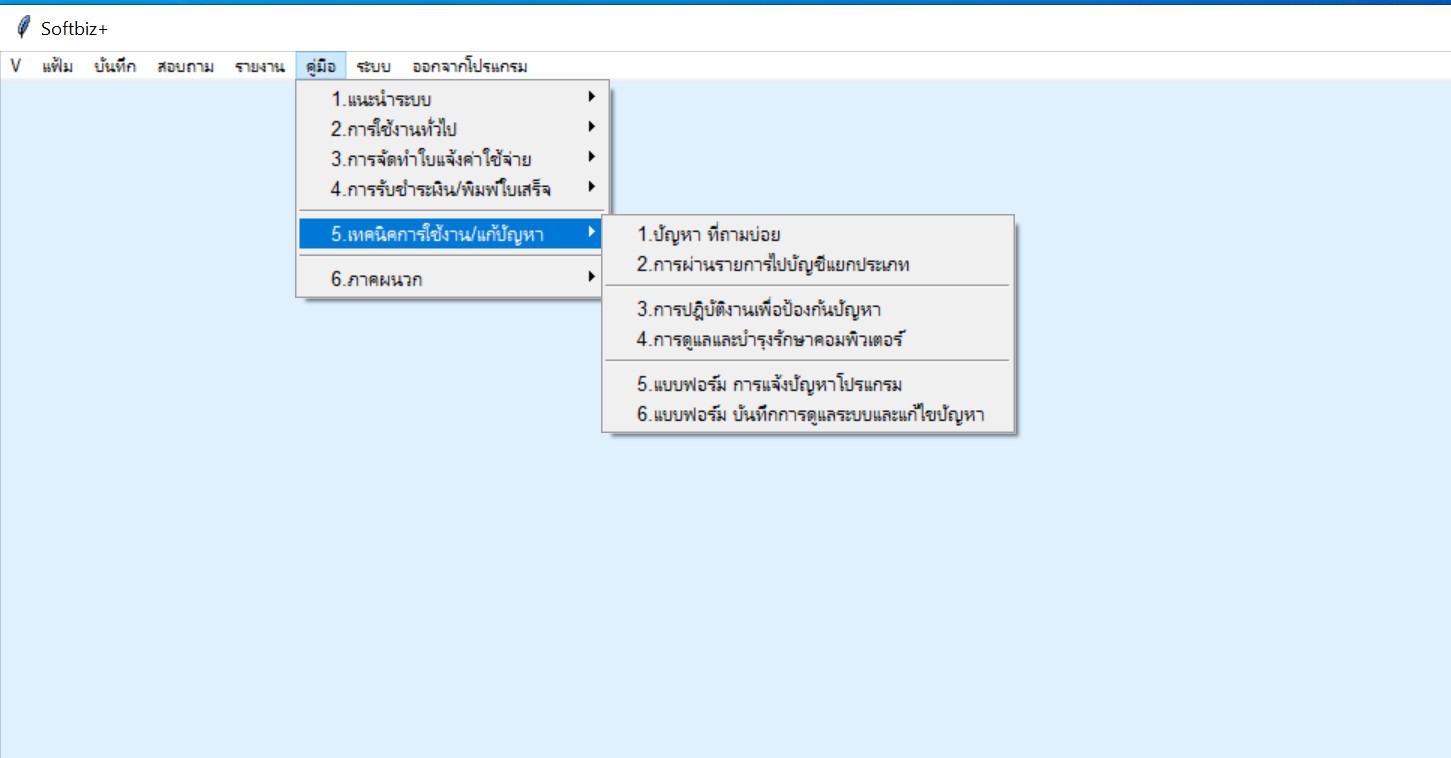 Softbiz+
V แฟ้ม บันทึก สอบถาม รายงาน คู่มือ ระบบ ออกจากโปรแกรม
1.แนะนำระบบ
2.การใช้งานทั่วไป
3.การจัดทำใบแจ้งค่าใช้จ่าย
4.การรับชำระเงิน/พิมพ์ใบเสร็จ
5.เทคนิคการใช้งาน/แก้ปัญหา
6.ภาคผนวก
1.ปัญหา ที่ถามบ่อย
2.การผ่านรายการไปบัญชีแยกประเภท
3.การปฎิบัติงานเพื่อป้องกันปัญหา
4.การดูแลและบำรุงรักษาคอมพิวเตอร์
5.แบบฟอร์ม การแจ้งปัญหาโปรแกรม
6.แบบฟอร์ม บันทึกการดูแลระบบและแก้ไขปัญหา